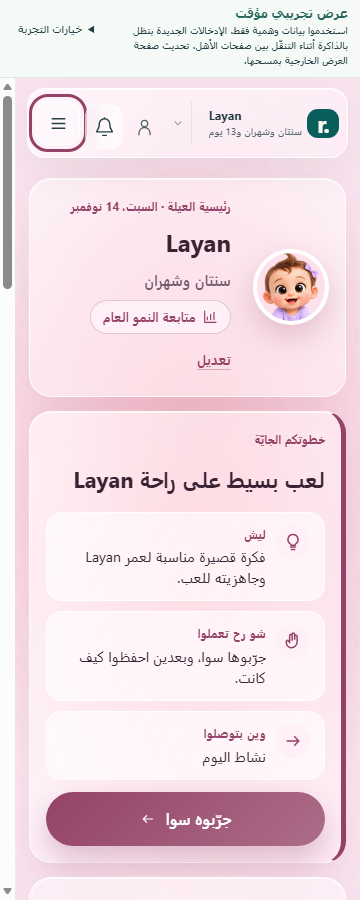 عرض تجريبي مؤقت
استخدموا بيانات وهمية فقط. الإدخالات الجديدة بتظل
بالذاكرة أثناء التنقّل بين صفحات الأهل، تحديث صفحة
العرض الخارجية بمسحها.
خيارات التجربة
r.
Layan
سنتان وشهران و13 يوم
رئيسية العيلة · السبت، 14 نوفمبر
Layan
سنتان وشهران
متابعة النمو العام
تعديل
خطوتكم الجايّة
لعب بسيط على راحة Layan
ليش
فكرة قصيرة مناسبة لعمر Layan
وجاهزيته للعب.
شو رح تعملوا
جرّبوها سوا، وبعدين احفظوا كيف
كانت.
وين بتوصلوا
نشاط اليوم
جرّبوه سوا